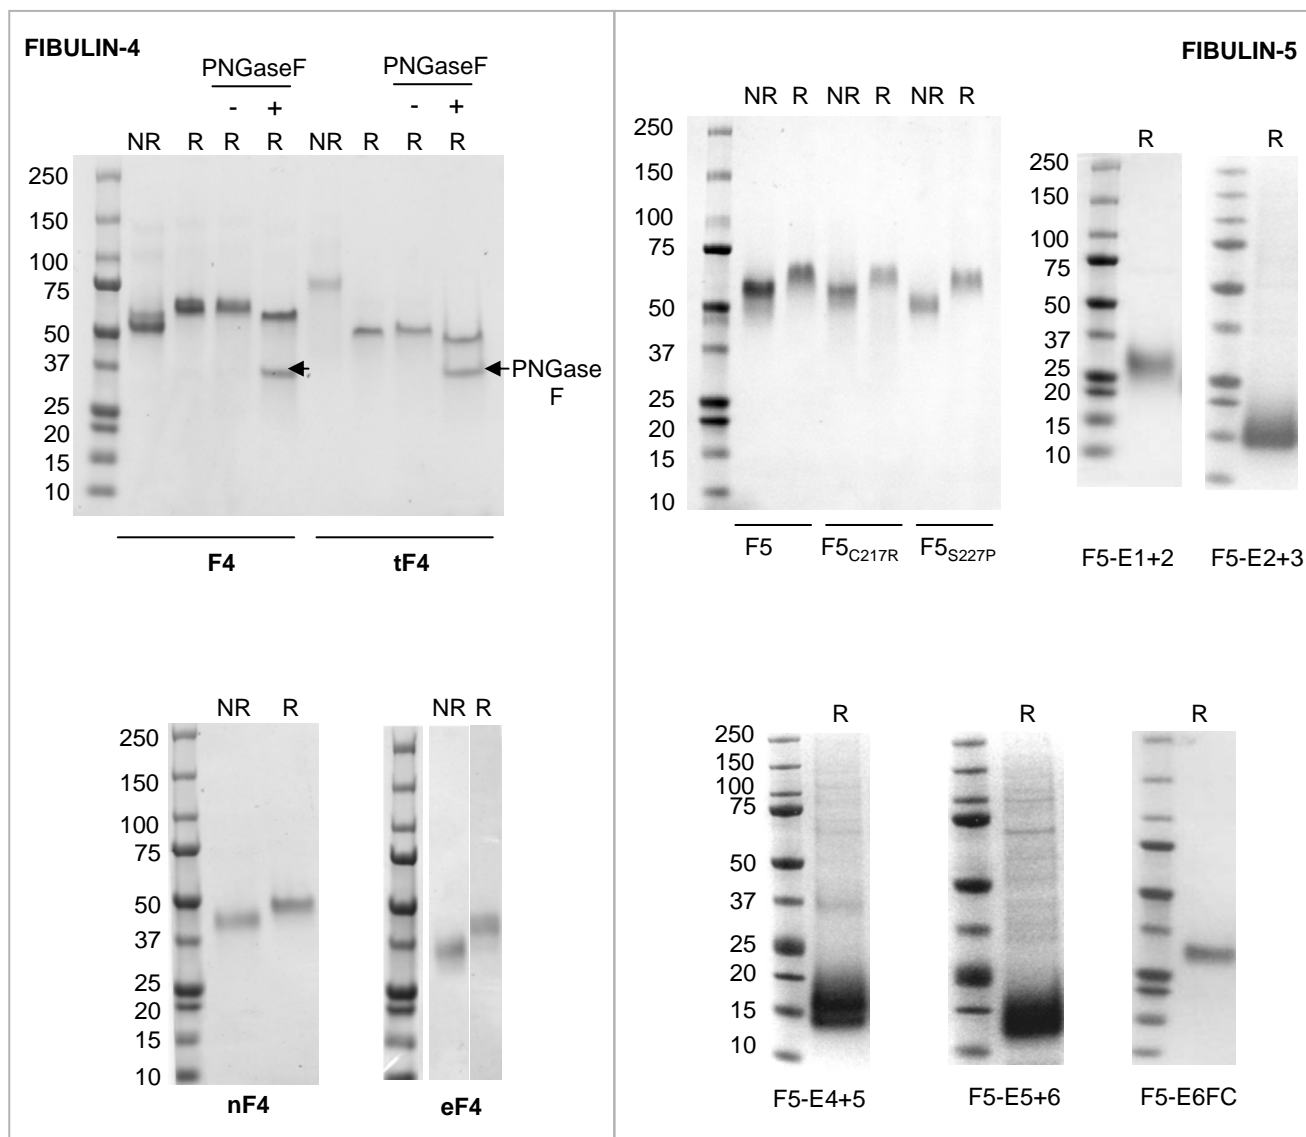 FIBULIN-4
PNGaseF PNGaseF
- + - +
NR R R R NR R R R
250
150
100
75
50
37
25
20
15
10
PNGase
F
F4 tF4
NR R
250
150
100
75
50
37
25
20
15
10
nF4
NR R
eF4
FIBULIN-5
NR R NR R NR R
250
150
100
75
50
37
25
20
15
10
F5 F5C217R F5S227P
R
250
150
100
75
50
37
25
20
15
10
F5-E1+2
R
F5-E2+3
R
250
150
100
75
50
37
25
20
15
10
F5-E4+5
R
F5-E5+6
R
F5-E6FC